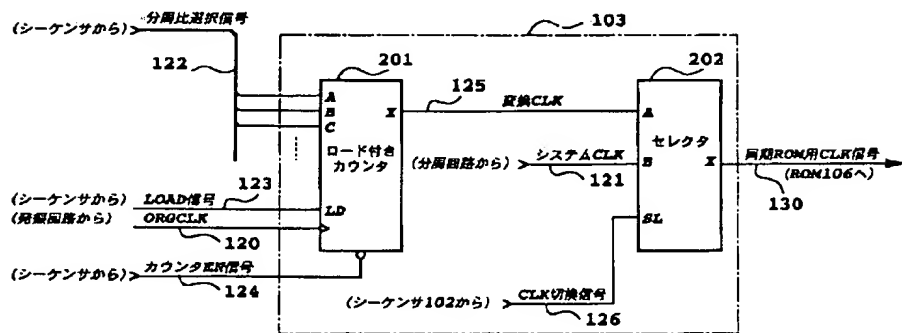 分周比選択信号
(シーケンサから)
103
122
201
202
125
変換CLK
A
B
C
X
ロード付き
カウンタ
LD
A
B
SL
X
セレクタ
(分周回路から)
システムCLK
121
同期ROM用CLK信号
(ROM106へ)
130
(シーケンサから)
LOAD信号
123
(発振回路から)
ORGCLK
120
(シーケンサから)
カウンタEN信号
124
(シーケンサ102から)
CLK切換信号
126